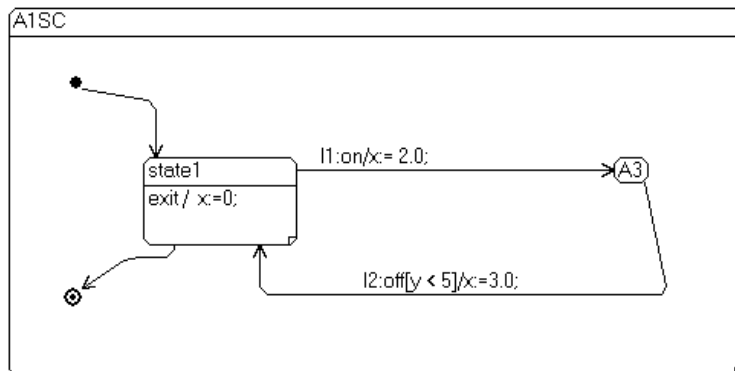 A1SC
l1:on/x:= 2.0;
state1
A3
exit / x:=0;
l2:off[y < 5]/x:=3.0;